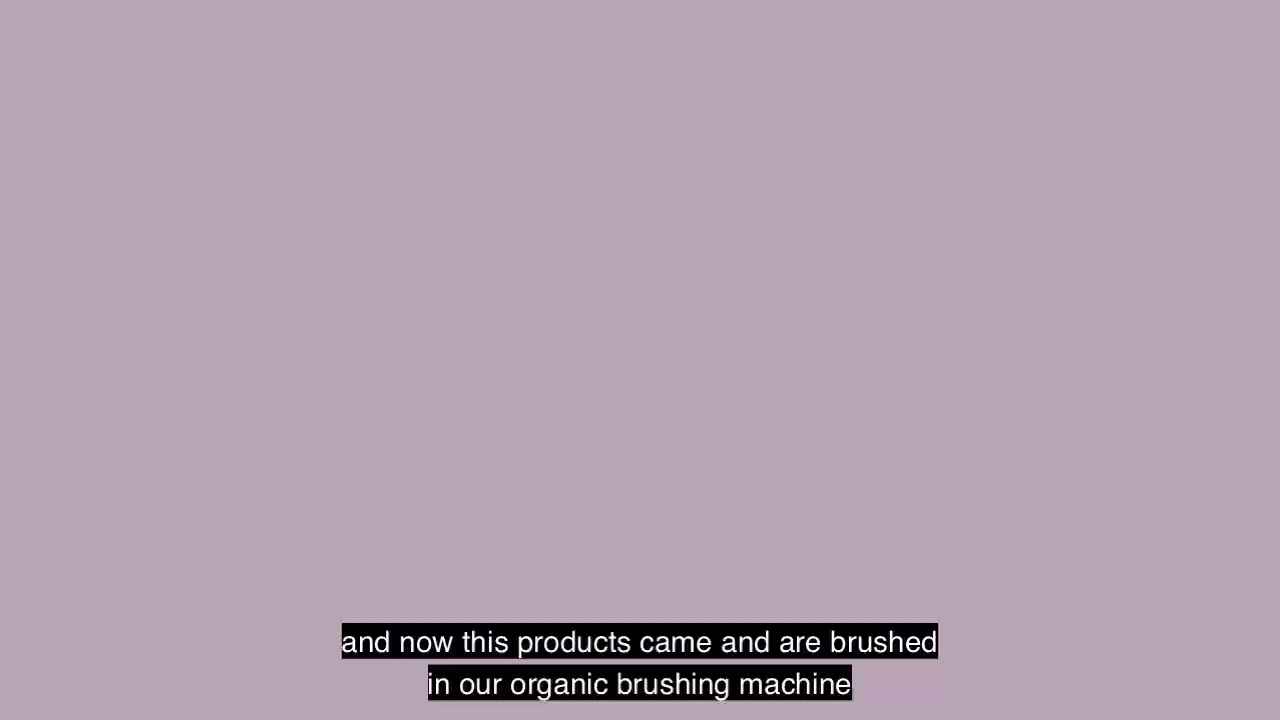 and now this products came and are brushed
in our organic brushing machine